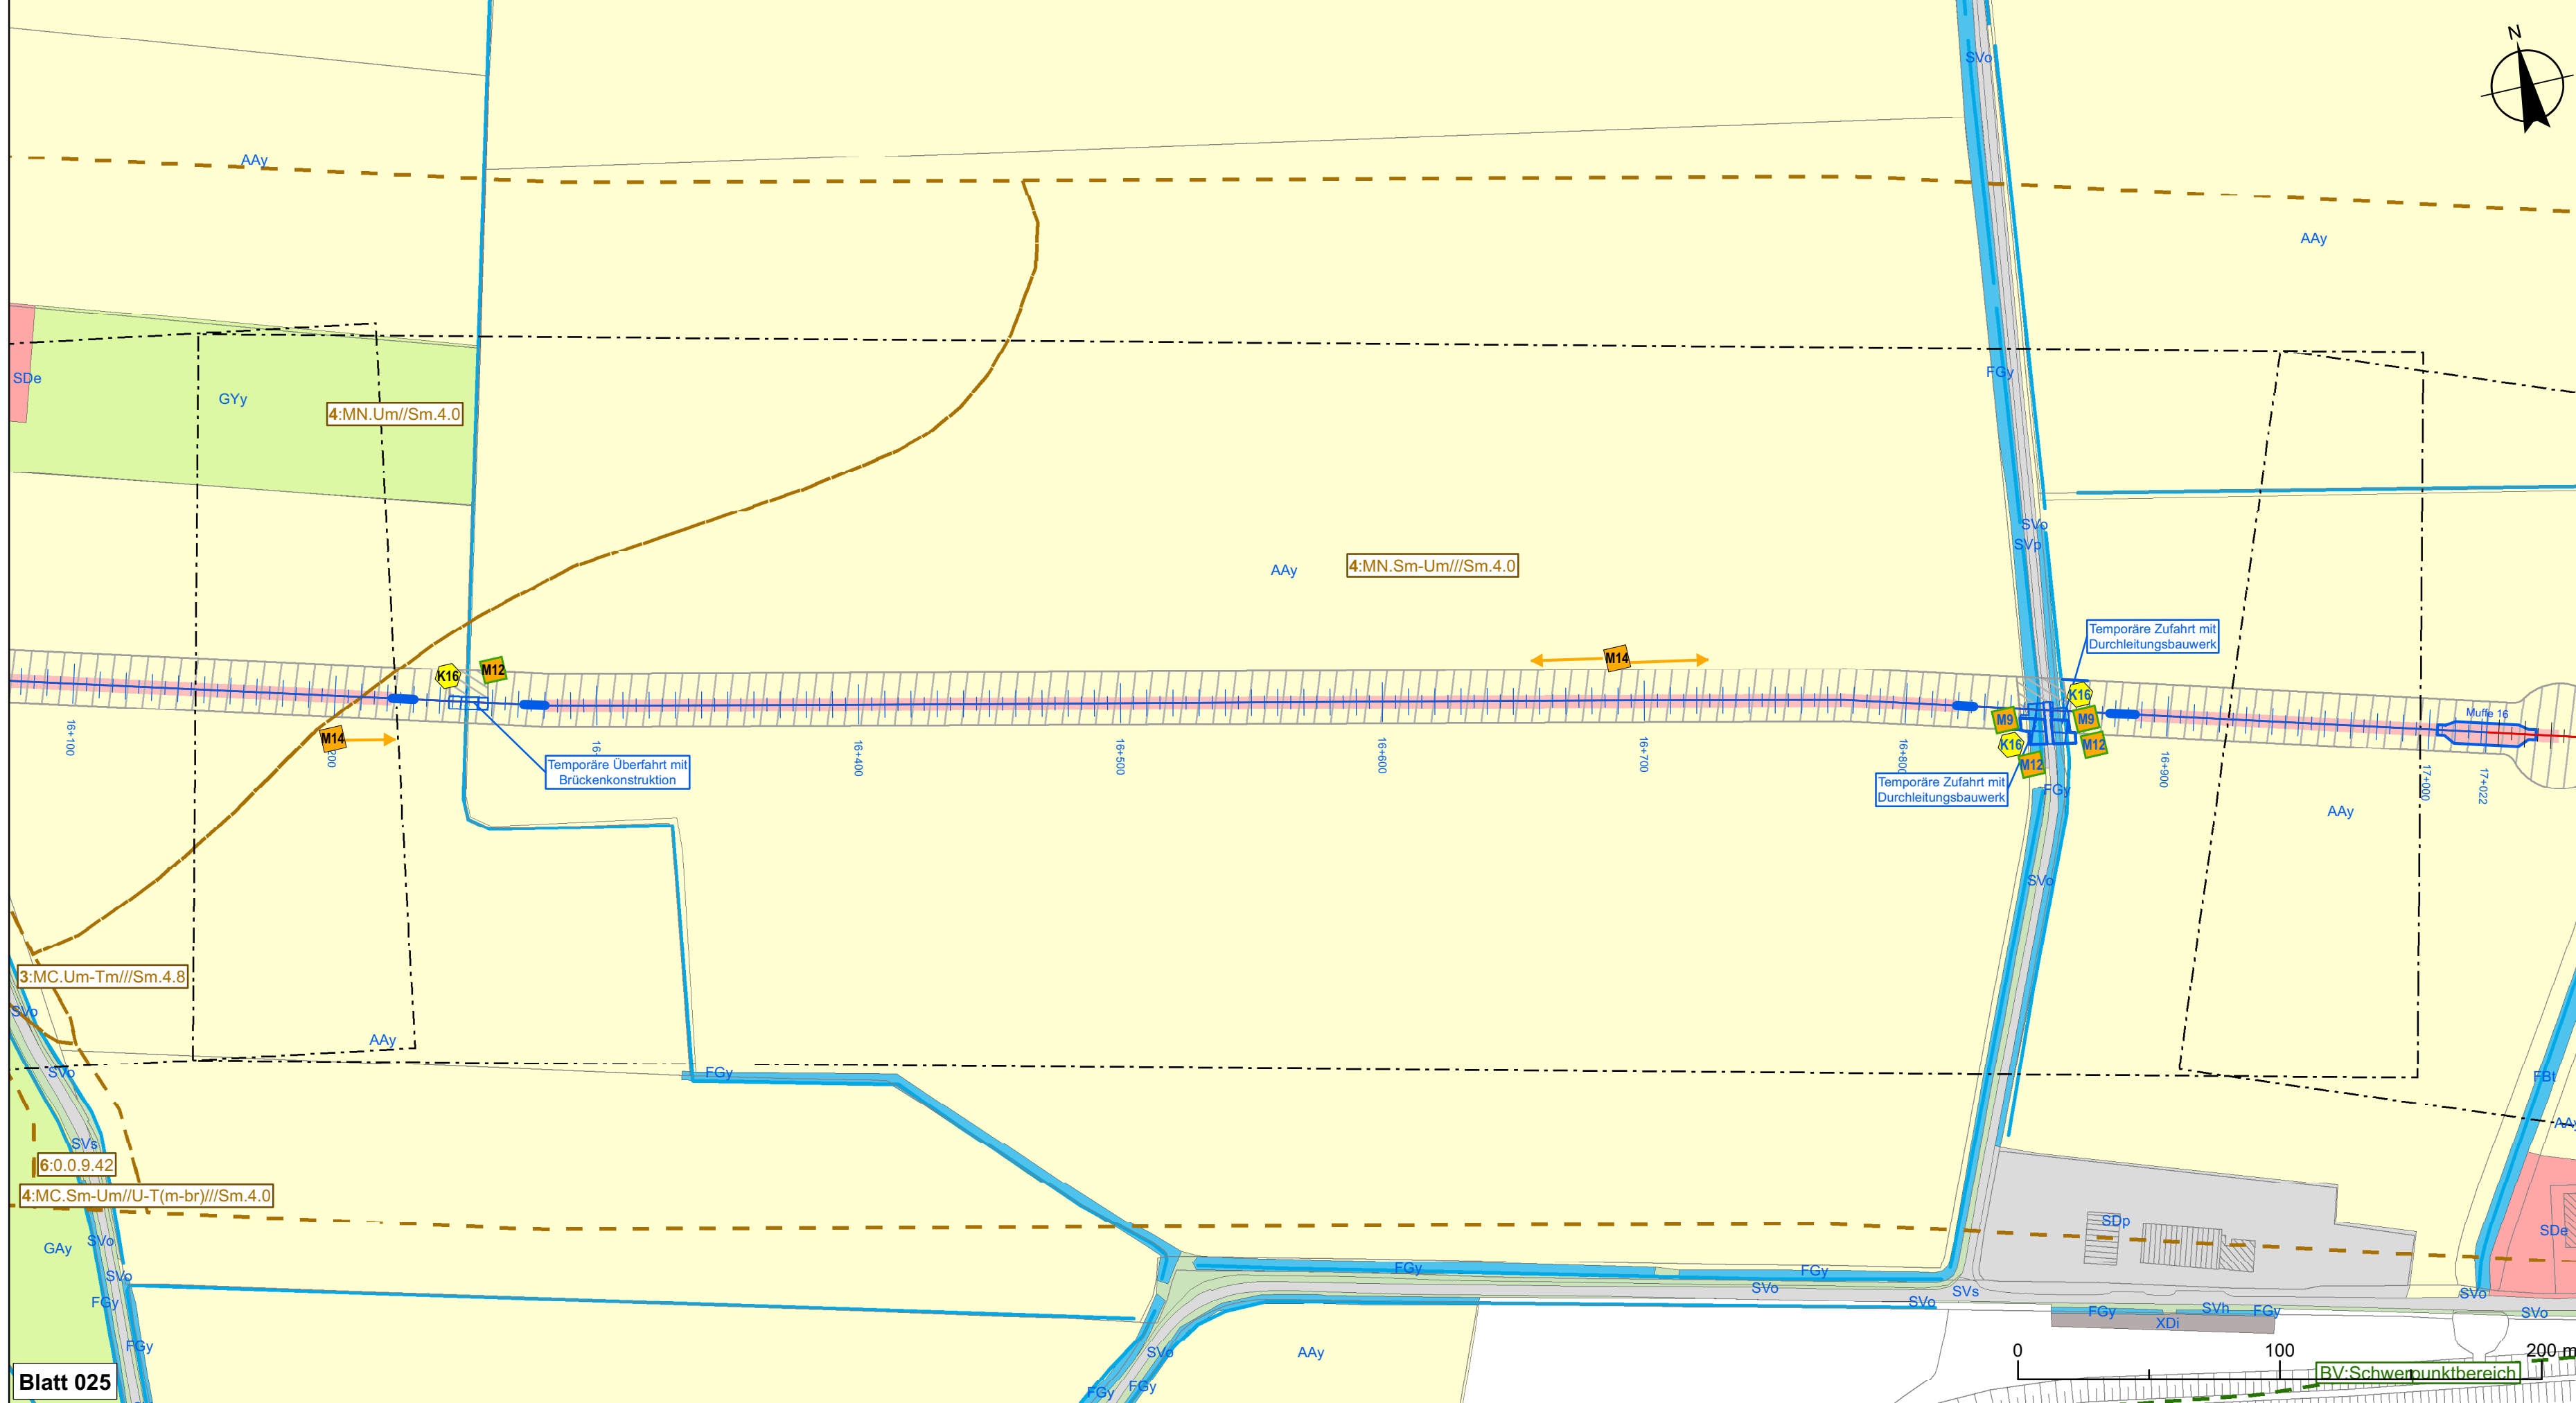 N
SVo
AAy
AAy
FGy
SDe
GYy
4:MN.Um//Sm.4.0
SVo
SVp
AAy
4:MN.Sm-Um///Sm.4.0
Temporäre Zufahrt mit
Durchleitungsbauwerk
K16
M12
M14
K16
M9
M9
K16
M12
M12
Muffe 16
M14
16+100
200
16+
16+400
16+500
16+600
16+700
16+800
16+900
17+000
17+022
Temporäre Überfahrt mit
Brückenkonstruktion
Temporäre Zufahrt mit
Durchleitungsbauwerk
FGy
AAy
SVo
3:MC.Um-Tm///Sm.4.8
SVo
AAy
SVo
FGy
FBt
AAy
SVs
6:0.0.9.42
4:MC.Sm-Um//U-T(m-br)///Sm.4.0
SVo
GAy
SDp
SDe
SVo
FGy
FGy
FGy
SVo
SVs
SVo
SVo
SVo
FGy
SVh
FGy
XDi
FGy
SVo
AAy
FGy
FGy
0
100
200 m
BV:Schwerpunktbereich
Blatt 025